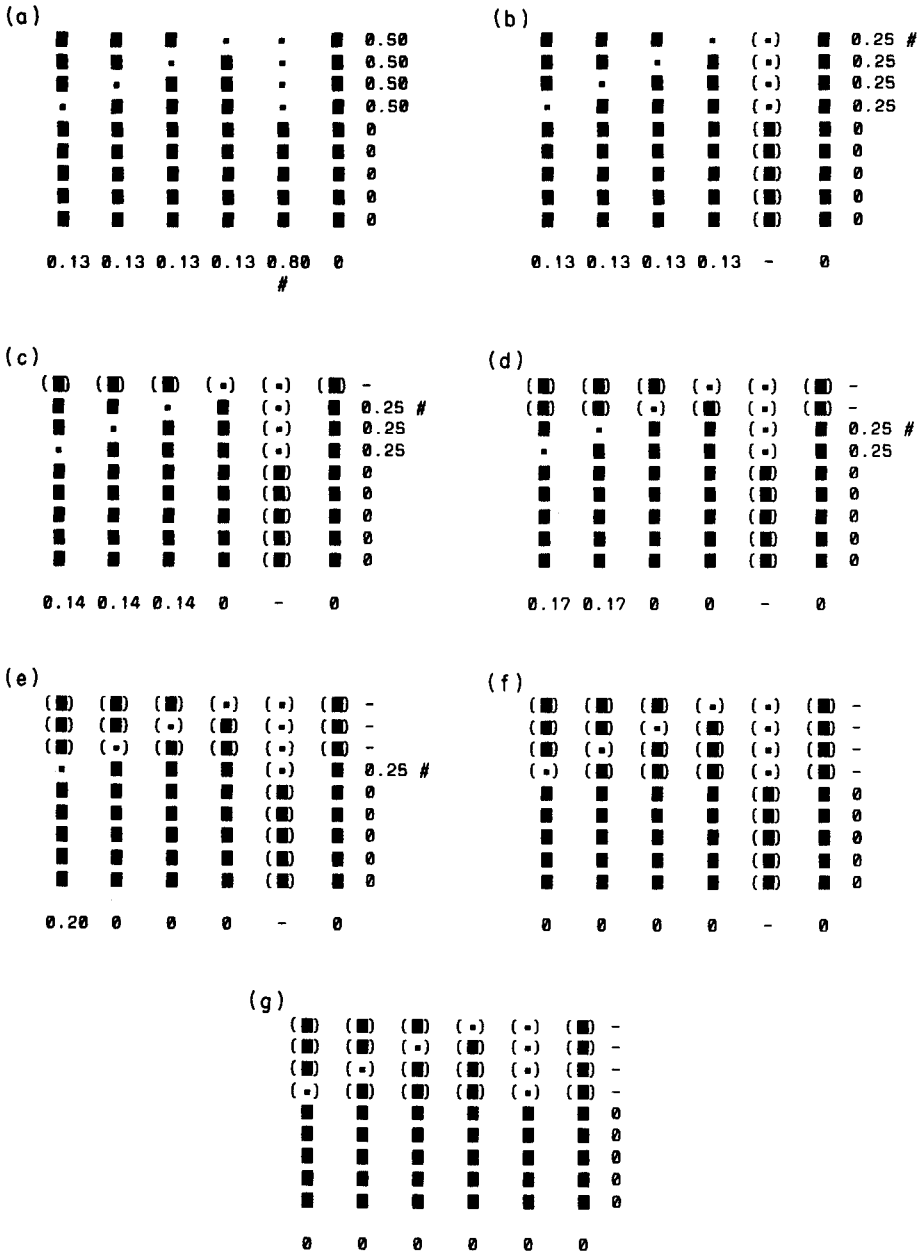 (a)
0.50
0.50
0.50
0.50
0
0
0
0
0
0.13 0.13 0.13 0.13 0.80 0
#
(b)
( ) 0.25 #
( ) 0.25
( ) 0.25
( ) 0.25
( ) 0
( ) 0
( ) 0
( ) 0
( ) 0
0.13 0.13 0.13 0.13 - 0
(c)
( ) ( ) ( ) ( ) ( ) ( ) -
( ) 0.25 #
( ) 0.25
( ) 0.25
( ) 0
( ) 0
( ) 0
( ) 0
( ) 0
0.14 0.14 0.14 0 - 0
(d)
( ) ( ) ( ) ( ) ( ) ( ) -
( ) ( ) ( ) ( ) ( ) ( ) -
( ) 0.25 #
( ) 0.25
( ) 0
( ) 0
( ) 0
( ) 0
( ) 0
0.17 0.17 0 0 - 0
(e)
( ) ( ) ( ) ( ) ( ) ( ) -
( ) ( ) ( ) ( ) ( ) ( ) -
( ) ( ) ( ) ( ) ( ) ( ) -
( ) 0.25 #
( ) 0
( ) 0
( ) 0
( ) 0
( ) 0
0.20 0 0 0 - 0
(f)
( ) ( ) ( ) ( ) ( ) ( ) -
( ) ( ) ( ) ( ) ( ) ( ) -
( ) ( ) ( ) ( ) ( ) ( ) -
( ) ( ) ( ) ( ) ( ) ( ) -
( ) 0
( ) 0
( ) 0
( ) 0
( ) 0
0 0 0 0 - 0
(g)
( ) ( ) ( ) ( ) ( ) ( ) -
( ) ( ) ( ) ( ) ( ) ( ) -
( ) ( ) ( ) ( ) ( ) ( ) -
( ) ( ) ( ) ( ) ( ) ( ) -
0
0
0
0
0
0 0 0 0 0 0